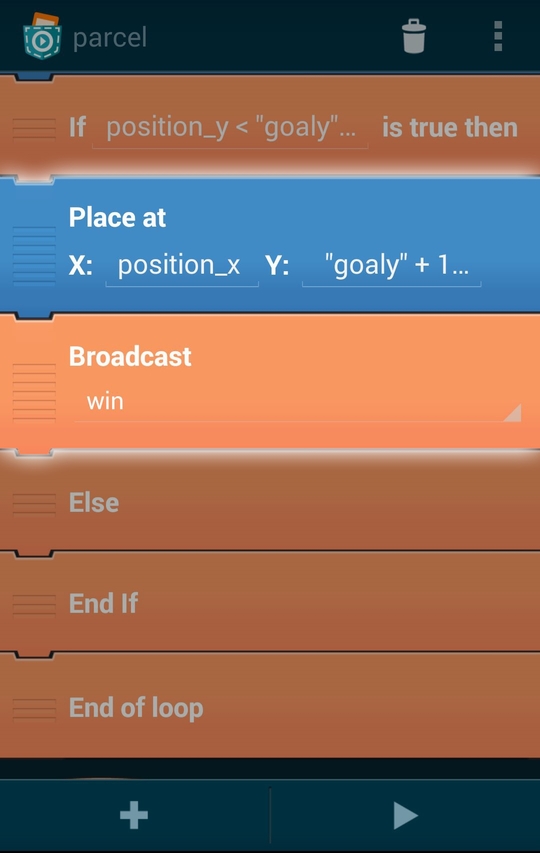 parcel
If position_y < "goaly"... is true then
Place at
X: position_x Y: "goaly" + 1...
Broadcast
win
Else
End If
End of loop